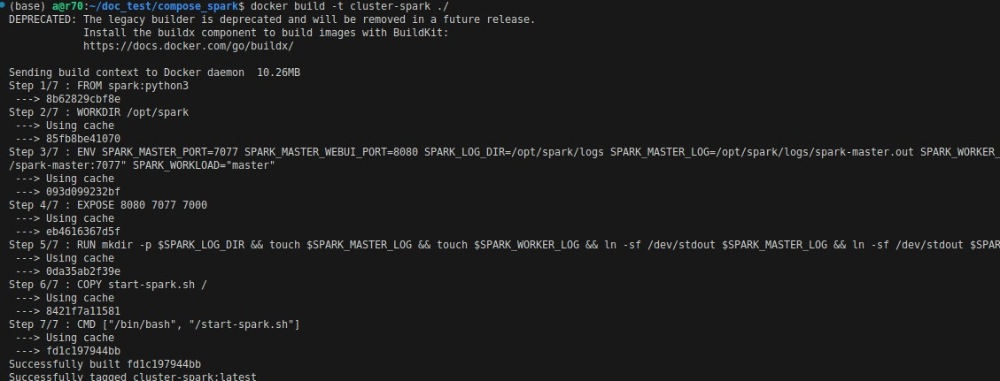 (base) a@r70:~/doc_test/compose_spark$ docker build -t cluster-spark ./
DEPRECATED: The legacy builder is deprecated and will be removed in a future release.
            Install the buildx component to build images with BuildKit:
            https://docs.docker.com/go/buildx/

Sending build context to Docker daemon  10.26MB
Step 1/7 : FROM spark:python3
 ---> 8b62829cbf8e
Step 2/7 : WORKDIR /opt/spark
 ---> Using cache
 ---> 85fb8be41070
Step 3/7 : ENV SPARK_MASTER_PORT=7077 SPARK_MASTER_WEBUI_PORT=8080 SPARK_LOG_DIR=/opt/spark/logs SPARK_MASTER_LOG=/opt/spark/logs/spark-master.out SPARK_WORKER_
/spark-master:7077" SPARK_WORKLOAD="master"
 ---> Using cache
 ---> 093d099232bf
Step 4/7 : EXPOSE 8080 7077 7000
 ---> Using cache
 ---> eb4616367d5f
Step 5/7 : RUN mkdir -p $SPARK_LOG_DIR && touch $SPARK_MASTER_LOG && touch $SPARK_WORKER_LOG && ln -sf /dev/stdout $SPARK_MASTER_LOG && ln -sf /dev/stdout $SPAR
 ---> Using cache
 ---> 0da35ab2f39e
Step 6/7 : COPY start-spark.sh /
 ---> Using cache
 ---> 8421f7a11581
Step 7/7 : CMD ["/bin/bash", "/start-spark.sh"]
 ---> Using cache
 ---> fd1c197944bb
Successfully built fd1c197944bb
Successfully tagged cluster-spark:latest